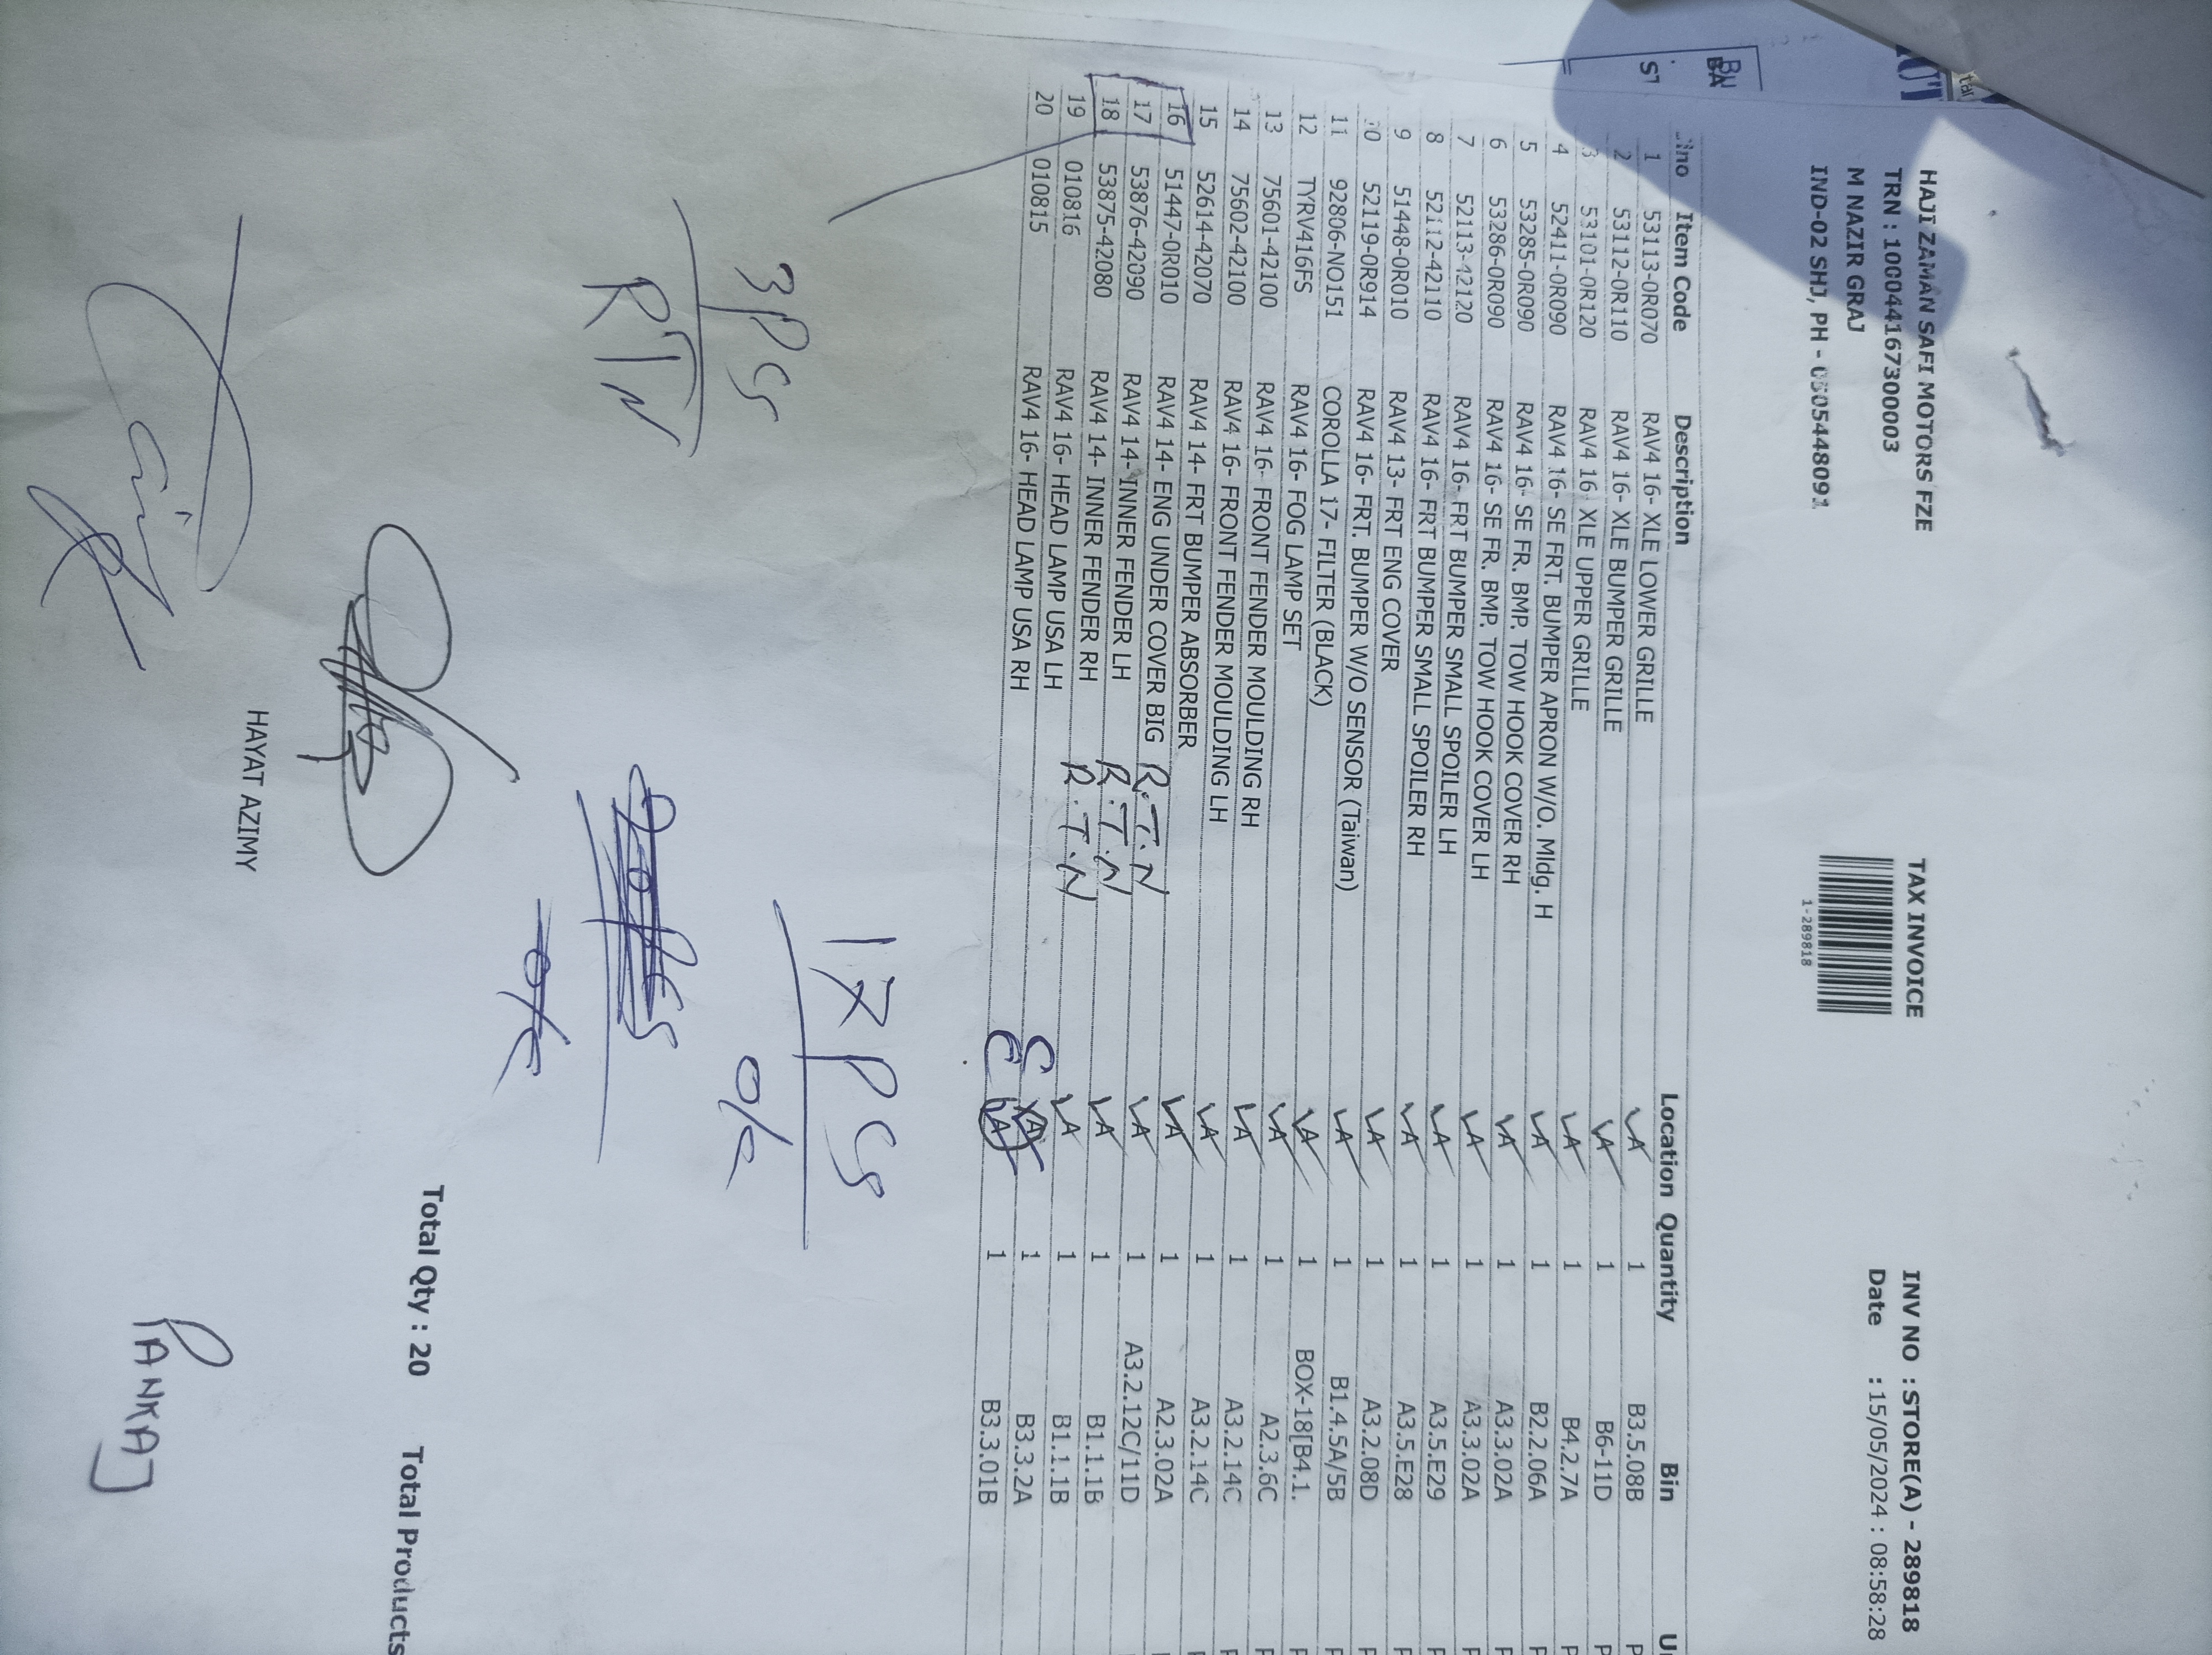 HAJI ZAMAN SAFI MOTORS FZE
TRN : 100044167300003
M NAZIR GRAJ
IND-02 SHJ, PH - 0505448091
TAX INVOICE
1-289818
INV NO : STORE(A) - 289818
Date : 15/05/2024 : 08:58:28
Item Code Description Location Quantity Bin
1 53113-0R070 RAV4 16- XLE LOWER GRILLE A 1 B3.5.08B
2 53112-0R110 RAV4 16- XLE BUMPER GRILLE A 1 B6-11D
3 53101-0R120 RAV4 16 XLE UPPER GRILLE A 1 B4.2.7A
4 52411-0R090 RAV4 16- SE FRT. BUMPER APRON W/O. Mldg. H A 1 B2.2.06A
5 53285-0R090 RAV4 16- SE FR. BMP. TOW HOOK COVER RH A 1 A3.3.02A
6 53286-0R090 RAV4 16- SE FR. BMP. TOW HOOK COVER LH A 1 A3.3.02A
7 52113-42120 RAV4 16- FRT BUMPER SMALL SPOILER LH A 1 A3.5.E29
8 52112-42110 RAV4 16- FRT BUMPER SMALL SPOILER RH A 1 A3.5.E28
9 51448-0R010 RAV4 13- FRT ENG COVER A 1 A3.2.08D
10 52119-0R914 RAV4 16- FRT. BUMPER W/O SENSOR (Taiwan) A 1 B1.4.5A/5B
11 92806-NO151 COROLLA 17- FILTER (BLACK) A 1 BOX-18[B4.1.
12 TYRV416FS RAV4 16- FOG LAMP SET A 1 A2.3.6C
13 75601-42100 RAV4 16- FRONT FENDER MOULDING RH A 1 A3.2.14C
14 75602-42100 RAV4 16- FRONT FENDER MOULDING LH A 1 A3.2.14C
15 52614-42070 RAV4 14- FRT BUMPER ABSORBER A 1 A2.3.02A
16 51447-0R010 RAV4 14- ENG UNDER COVER BIG R.T.N A 1 A3.2.12C/11D
17 53876-42090 RAV4 14- INNER FENDER LH R.T.N A 1 B1.1.1B
18 53875-42080 RAV4 14- INNER FENDER RH R.T.N A 1 B1.1.1B
19 010816 RAV4 16- HEAD LAMP USA LH C A 1 B3.3.2A
20 010815 RAV4 16- HEAD LAMP USA RH C A 1 B3.3.01B
3 PCS
RTN
17 PCS
O/K
O/K
Total Qty : 20 Total Products
HAYAT AZIMY
PANKAJ